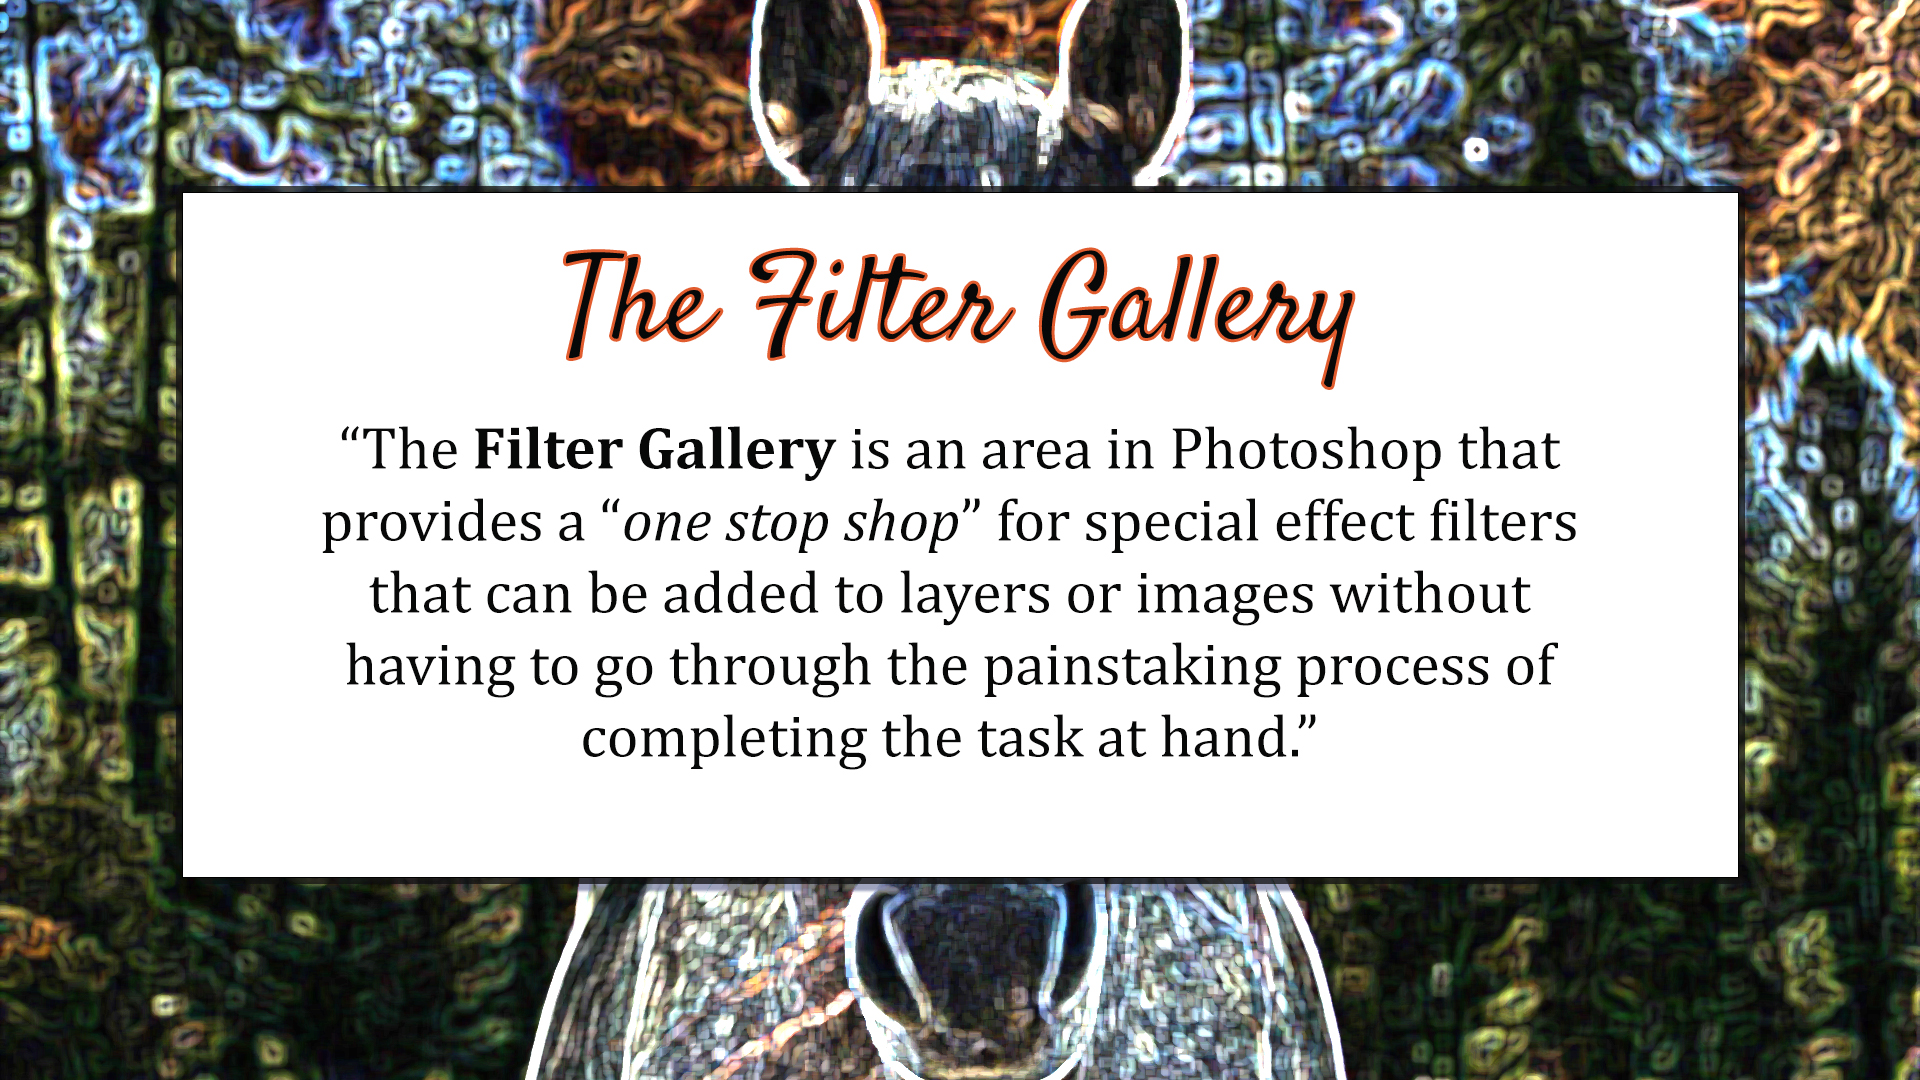 The Filter Gallery
“The Filter Gallery is an area in Photoshop that
provides a “one stop shop” for special effect filters
that can be added to layers or images without
having to go through the painstaking process of
completing the task at hand.”